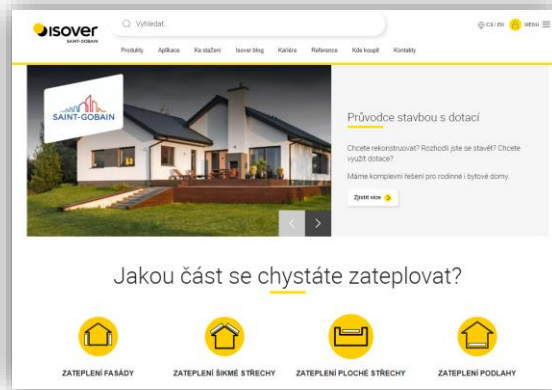 isover
SAINT-GOBAIN
Vyhledat...
CS / EN
MENU
Produkty Aplikace Ke stažení Isover blog Kariéra Reference Kde koupit Kontakty
SAINT-GOBAIN
Průvodce stavbou s dotací
Chcete rekonstruovat? Rozhodli jste se stavět? Chcete
využít dotace?
Máme komplexní řešení pro rodinné i bytové domy.
Zjistit více
Jakou část se chystáte zateplovat?
ZATEPLENÍ FASÁDY ZATEPLENÍ ŠIKMÉ STŘECHY ZATEPLENÍ PLOCHÉ STŘECHY ZATEPLENÍ PODLAHY